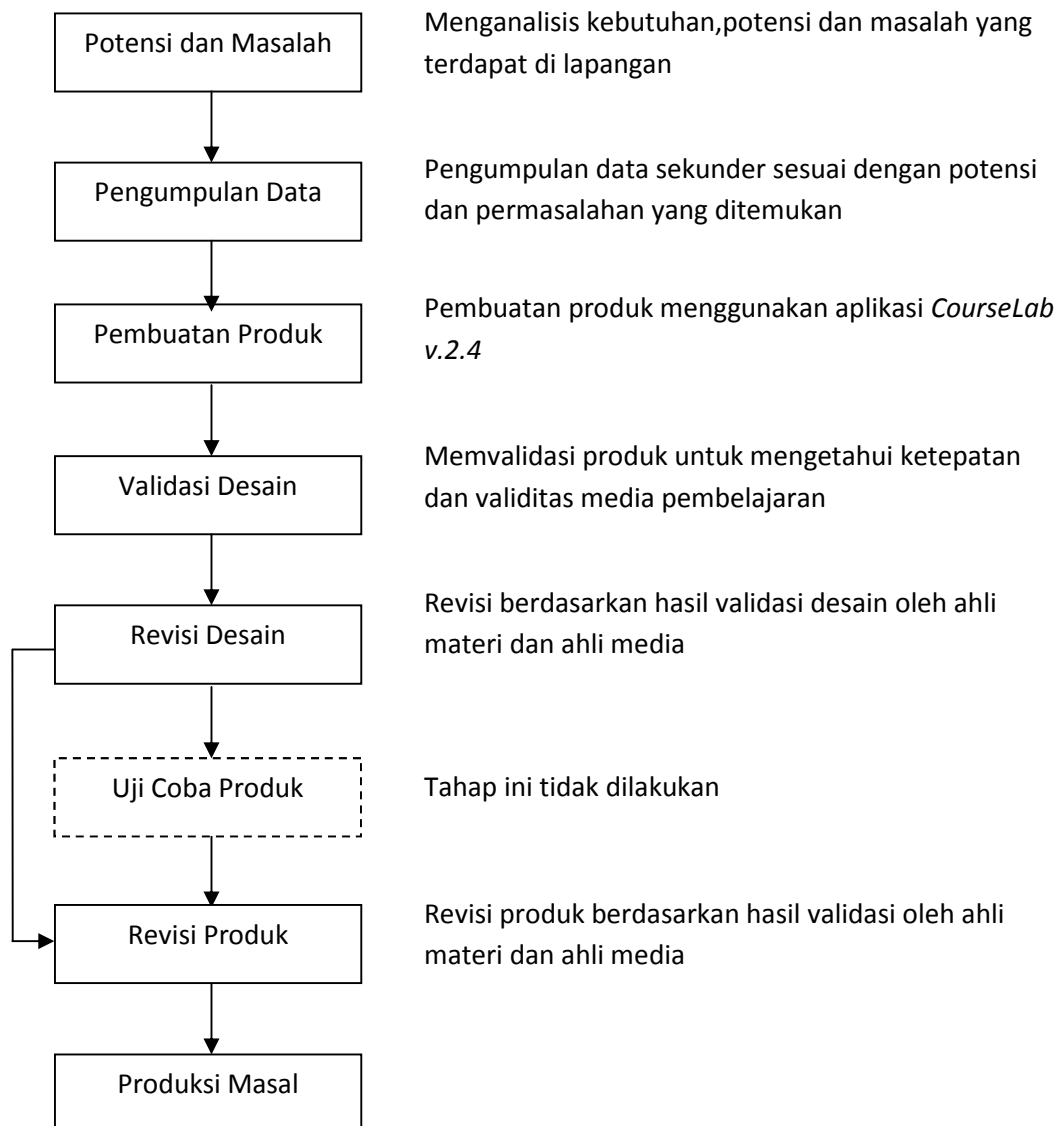 Potensi dan Masalah
Menganalisis kebutuhan,potensi dan masalah yang
terdapat di lapangan
Pengumpulan Data
Pengumpulan data sekunder sesuai dengan potensi
dan permasalahan yang ditemukan
Pembuatan Produk
Pembuatan produk menggunakan aplikasi CourseLab
v.2.4
Validasi Desain
Memvalidasi produk untuk mengetahui ketepatan
dan validitas media pembelajaran
Revisi Desain
Revisi berdasarkan hasil validasi desain oleh ahli
materi dan ahli media
Uji Coba Produk
Tahap ini tidak dilakukan
Revisi Produk
Revisi produk berdasarkan hasil validasi oleh ahli
materi dan ahli media
Produksi Masal